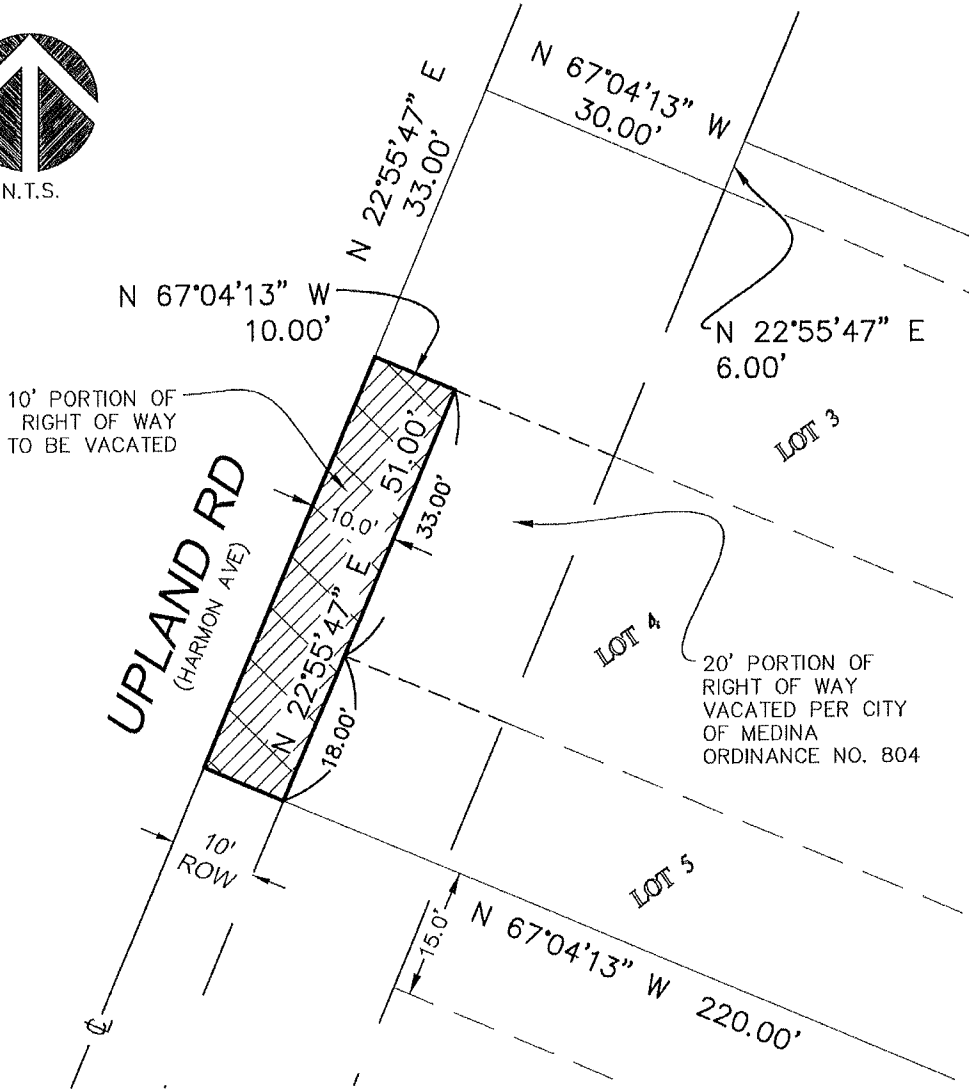 N.T.S.
N 67°04'13" W
30.00'
N 22°55'47" E
33.00'
N 67°04'13" W
10.00'
N 22°55'47" E
6.00'
10' PORTION OF
RIGHT OF WAY
TO BE VACATED
LOT 3
N 22°55'47" E 51.00'
10.0'
33.00'
18.00'
UPLAND RD
(HARMON AVE)
LOT 4
20' PORTION OF
RIGHT OF WAY
VACATED PER CITY
OF MEDINA
ORDINANCE NO. 804
10'
ROW
LOT 5
15.0'
N 67°04'13" W 220.00'
℄